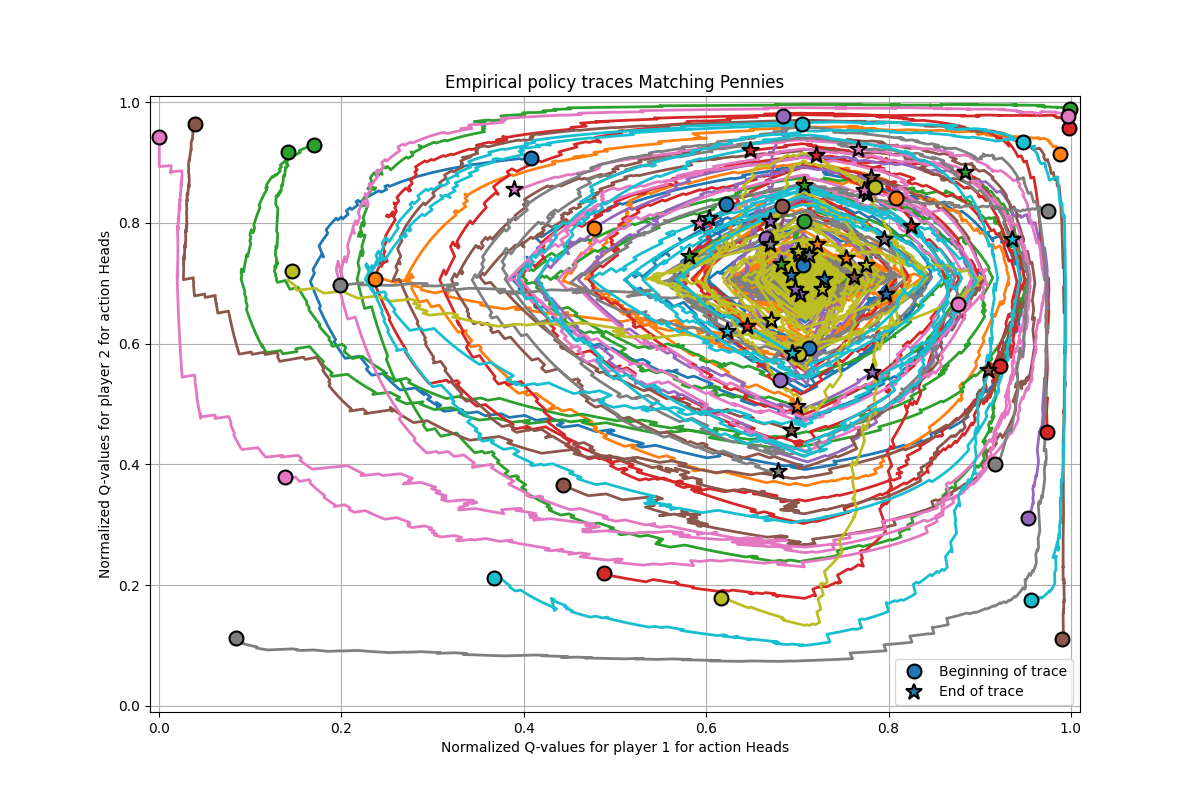 Empirical policy traces Matching Pennies
1.0
0.8
0.6
0.4
0.2
0.0
Normalized Q-values for player 2 for action Heads
0.0 0.2 0.4 0.6 0.8 1.0
Normalized Q-values for player 1 for action Heads
Beginning of trace
End of trace